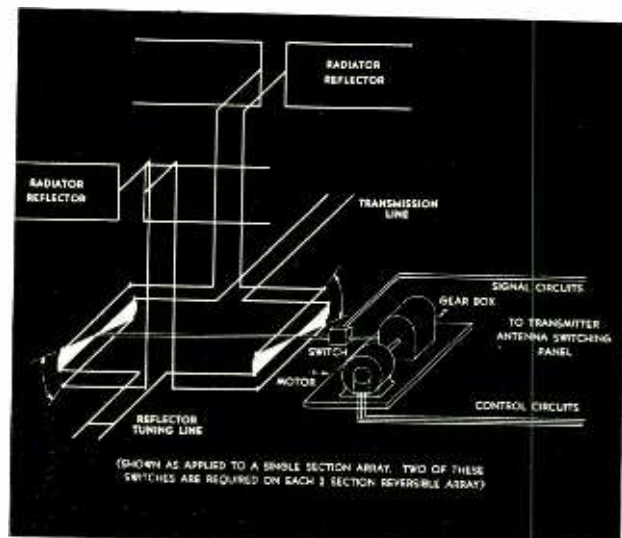 RADIATOR
REFLECTOR
RADIATOR
REFLECTOR
TRANSMISSION
LINE
SIGNAL CIRCUITS
GEAR BOX
TO TRANSMITTER
ANTENNA SWITCHING
PANEL
SWITCH
MOTOR
REFLECTOR
TUNING LINE
CONTROL CIRCUITS
(SHOWN AS APPLIED TO A SINGLE SECTION ARRAY. TWO OF THESE
SWITCHES ARE REQUIRED ON EACH SECTION REVERSIBLE ARRAY)